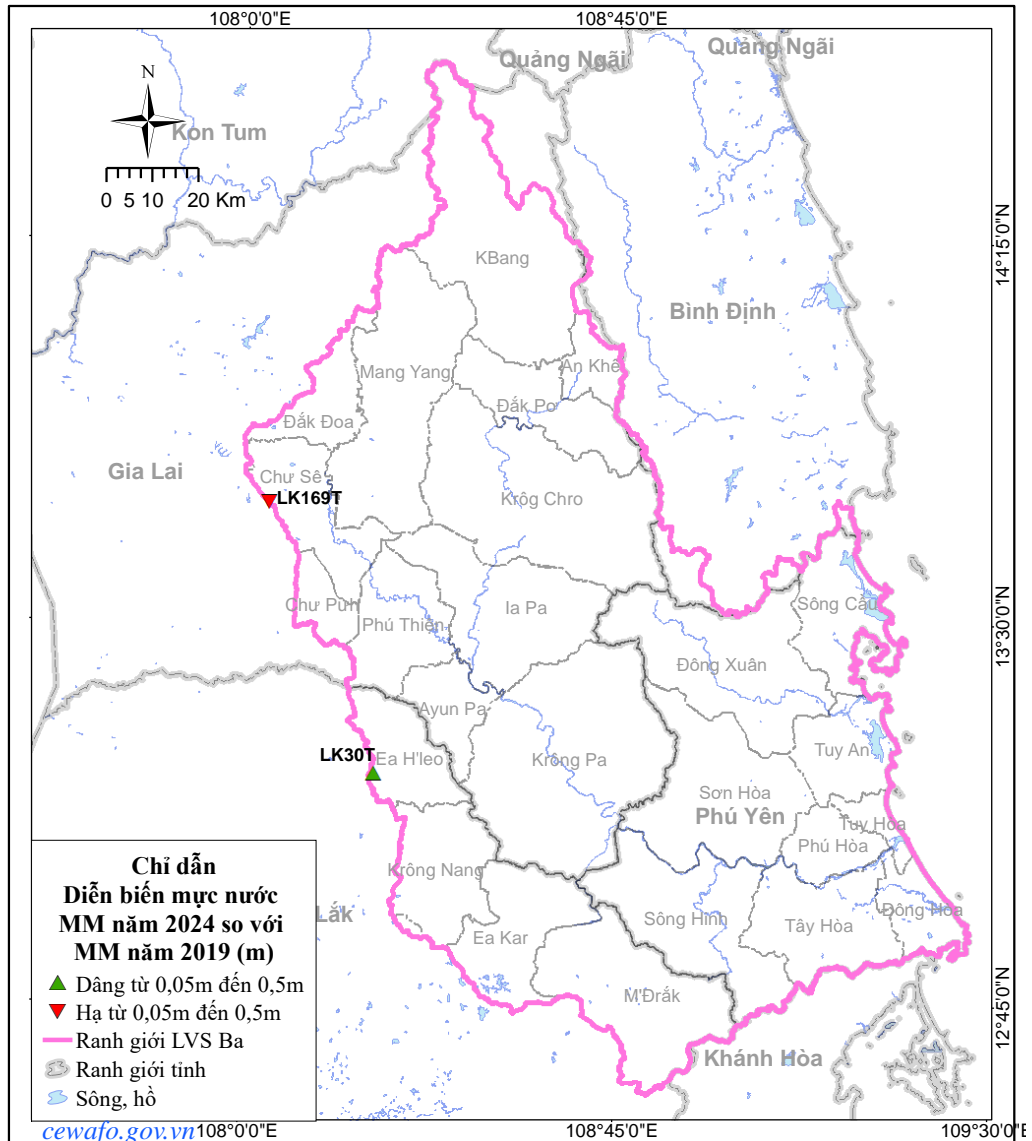 108°0'0"E
108°45'0"E
Quảng Ngãi
Quảng Ngãi
N
Kon Tum
0 5 10 20 Km
14°15'0"N
KBang
Bình Định
An Khê
Mang Yang
Đắk Pơ
Đắk Đoa
Gia Lai
Chư Sê
LK169T
Krôg Chro
Ia Pa
Chư Pưh
Phú Thiện
Sông Cầu
13°30'0"N
Đông Xuân
Ayun Pa
LK30T
Ea H'leo
Krông Pa
Tuy An
Sơn Hòa
Phú Yên
Tuy Hòa
Phú Hòa
Krông Nang
Lắk
Ea Kar
Sông Hinh
Tây Hòa
Đông Hòa
M'Đrắk
12°45'0"N
Khánh Hòa
Chỉ dẫn
Diễn biến mực nước
MM năm 2024 so với
MM năm 2019 (m)
Dâng từ 0,05m đến 0,5m
Hạ từ 0,05m đến 0,5m
Ranh giới LVS Ba
Ranh giới tỉnh
Sông, hồ
cewafo.gov.vn
108°0'0"E
108°45'0"E
109°30'0"E